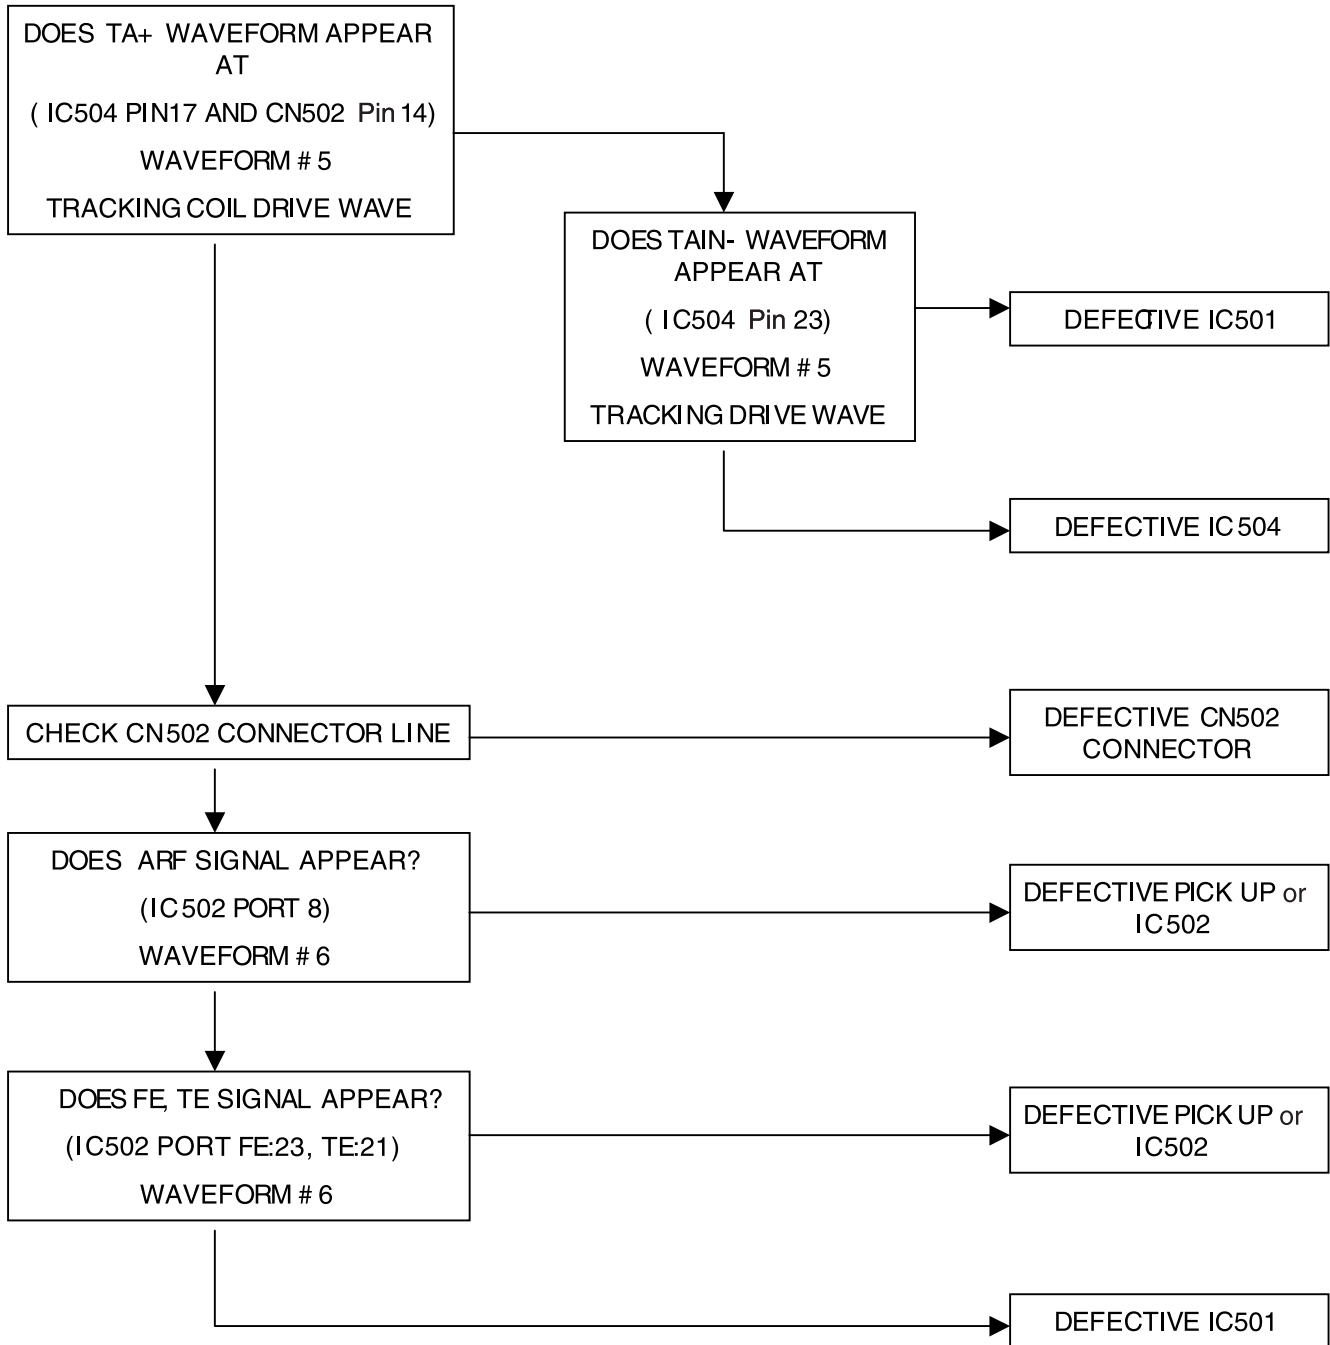 DOES TA+ WAVEFORM APPEAR
AT
( IC504 PIN17 AND CN502 Pin 14)
WAVEFORM # 5
TRACKING COIL DRIVE WAVE
DOES TAIN- WAVEFORM
APPEAR AT
( IC504 Pin 23)
WAVEFORM # 5
TRACKING DRIVE WAVE
DEFECTIVE IC501
DEFECTIVE IC504
CHECK CN502 CONNECTOR LINE
DEFECTIVE CN502
CONNECTOR
DOES ARF SIGNAL APPEAR?
(IC502 PORT 8)
WAVEFORM # 6
DEFECTIVE PICK UP or
IC502
DOES FE, TE SIGNAL APPEAR?
(IC502 PORT FE:23, TE:21)
WAVEFORM # 6
DEFECTIVE PICK UP or
IC502
DEFECTIVE IC501